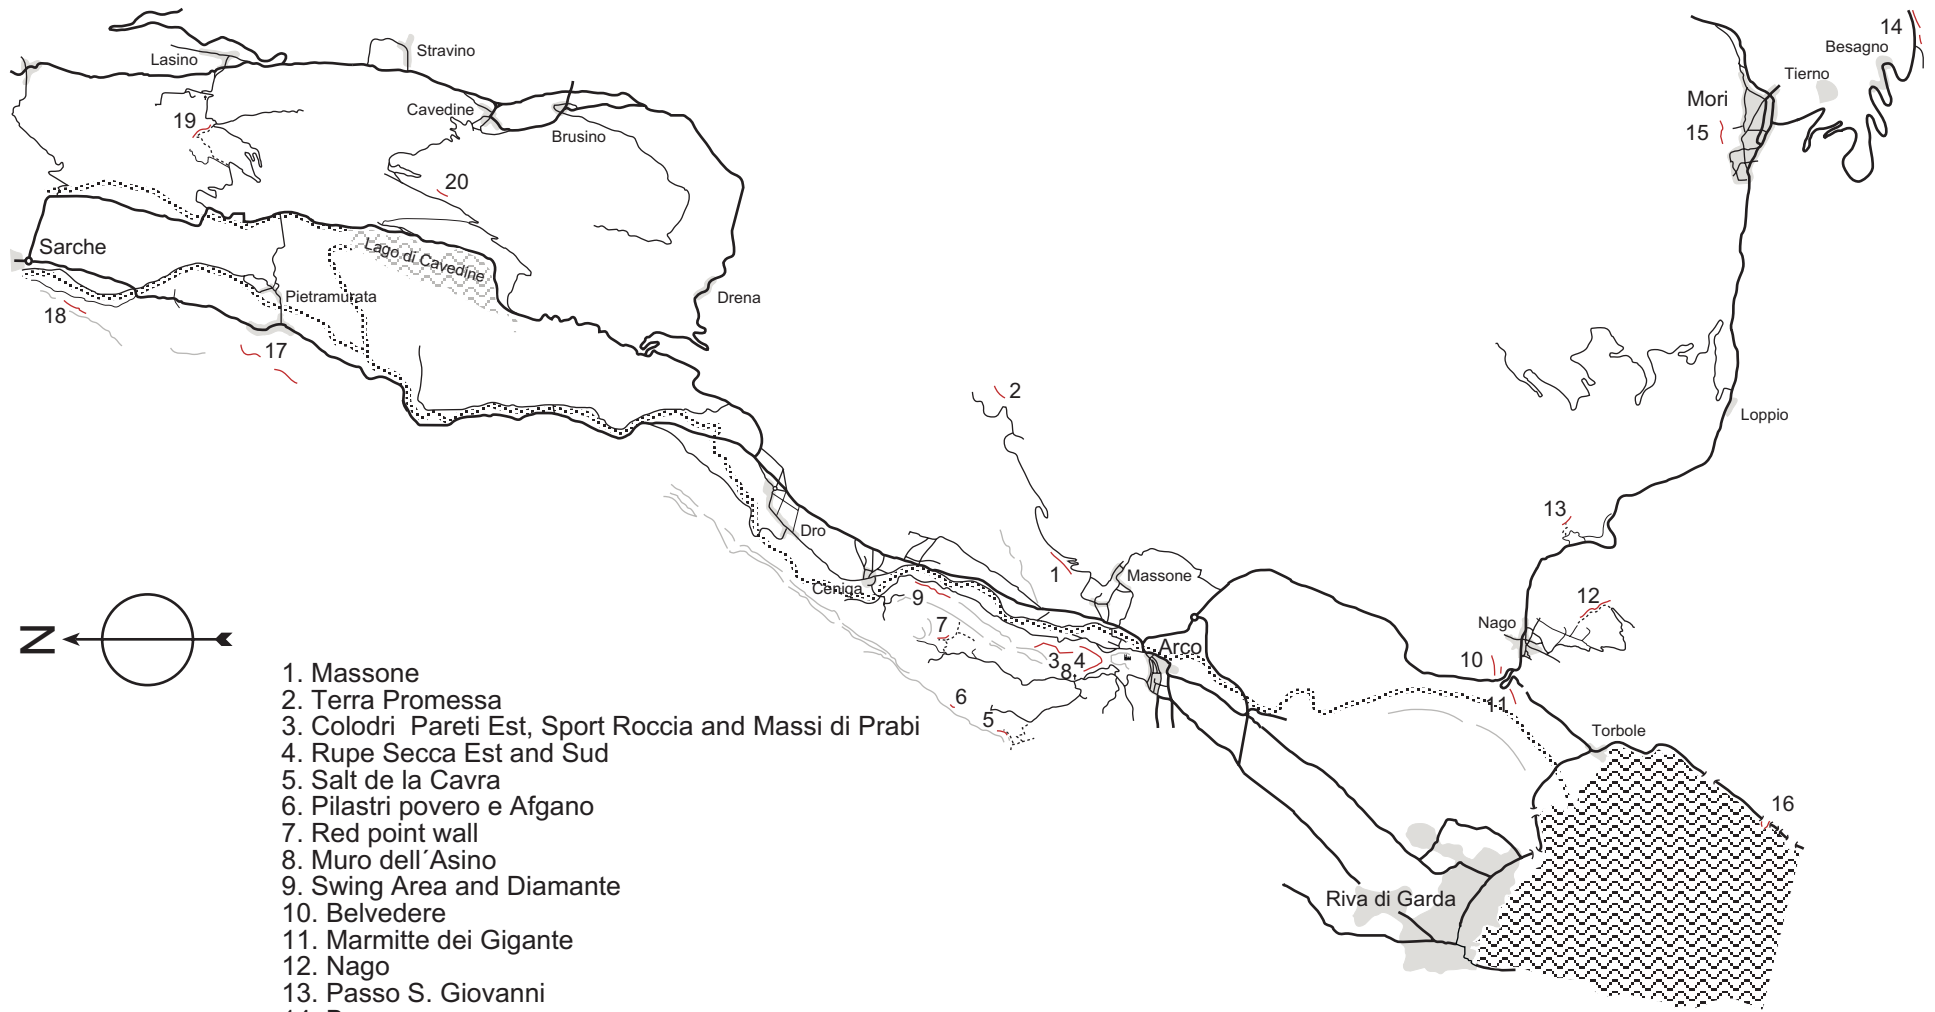 14
Besagno
Stravino
Lasino
Tierno
Cavedine
Mori
19
Brusino
15
20
Sarche
Lago di Cavedine
Pietramurata
Drena
18
17
2
Loppio
13
Dro
1
Massone
Ceniga
9
12
7
Nago
N
3
4
Arco
10
8
6
11
5
Torbole
16
Riva di Garda
1. Massone
2. Terra Promessa
3. Colodri Pareti Est, Sport Roccia and Massi di Prabi
4. Rupe Secca Est and Sud
5. Salt de la Cavra
6. Pilastri povero e Afgano
7. Red point wall
8. Muro dell´Asino
9. Swing Area and Diamante
10. Belvedere
11. Marmitte dei Gigante
12. Nago
13. Passo S. Giovanni